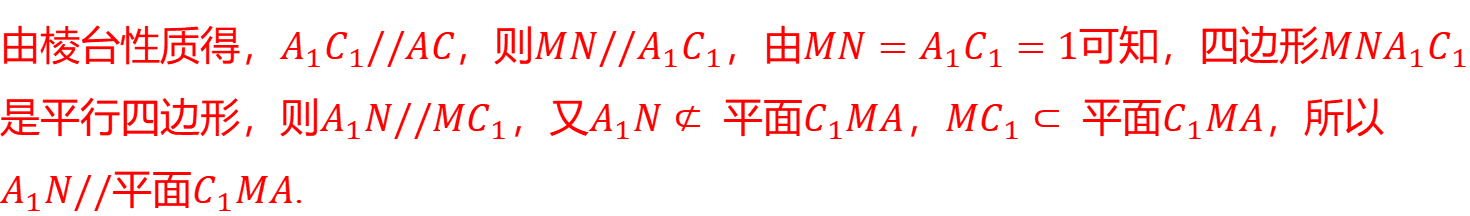 由棱台性质得，A₁C₁//AC，则MN//A₁C₁，由MN = A₁C₁ = 1可知，四边形MNA₁C₁
是平行四边形，则A₁N//MC₁，又A₁N ⊄ 平面C₁MA，MC₁ ⊂ 平面C₁MA，所以
A₁N//平面C₁MA.